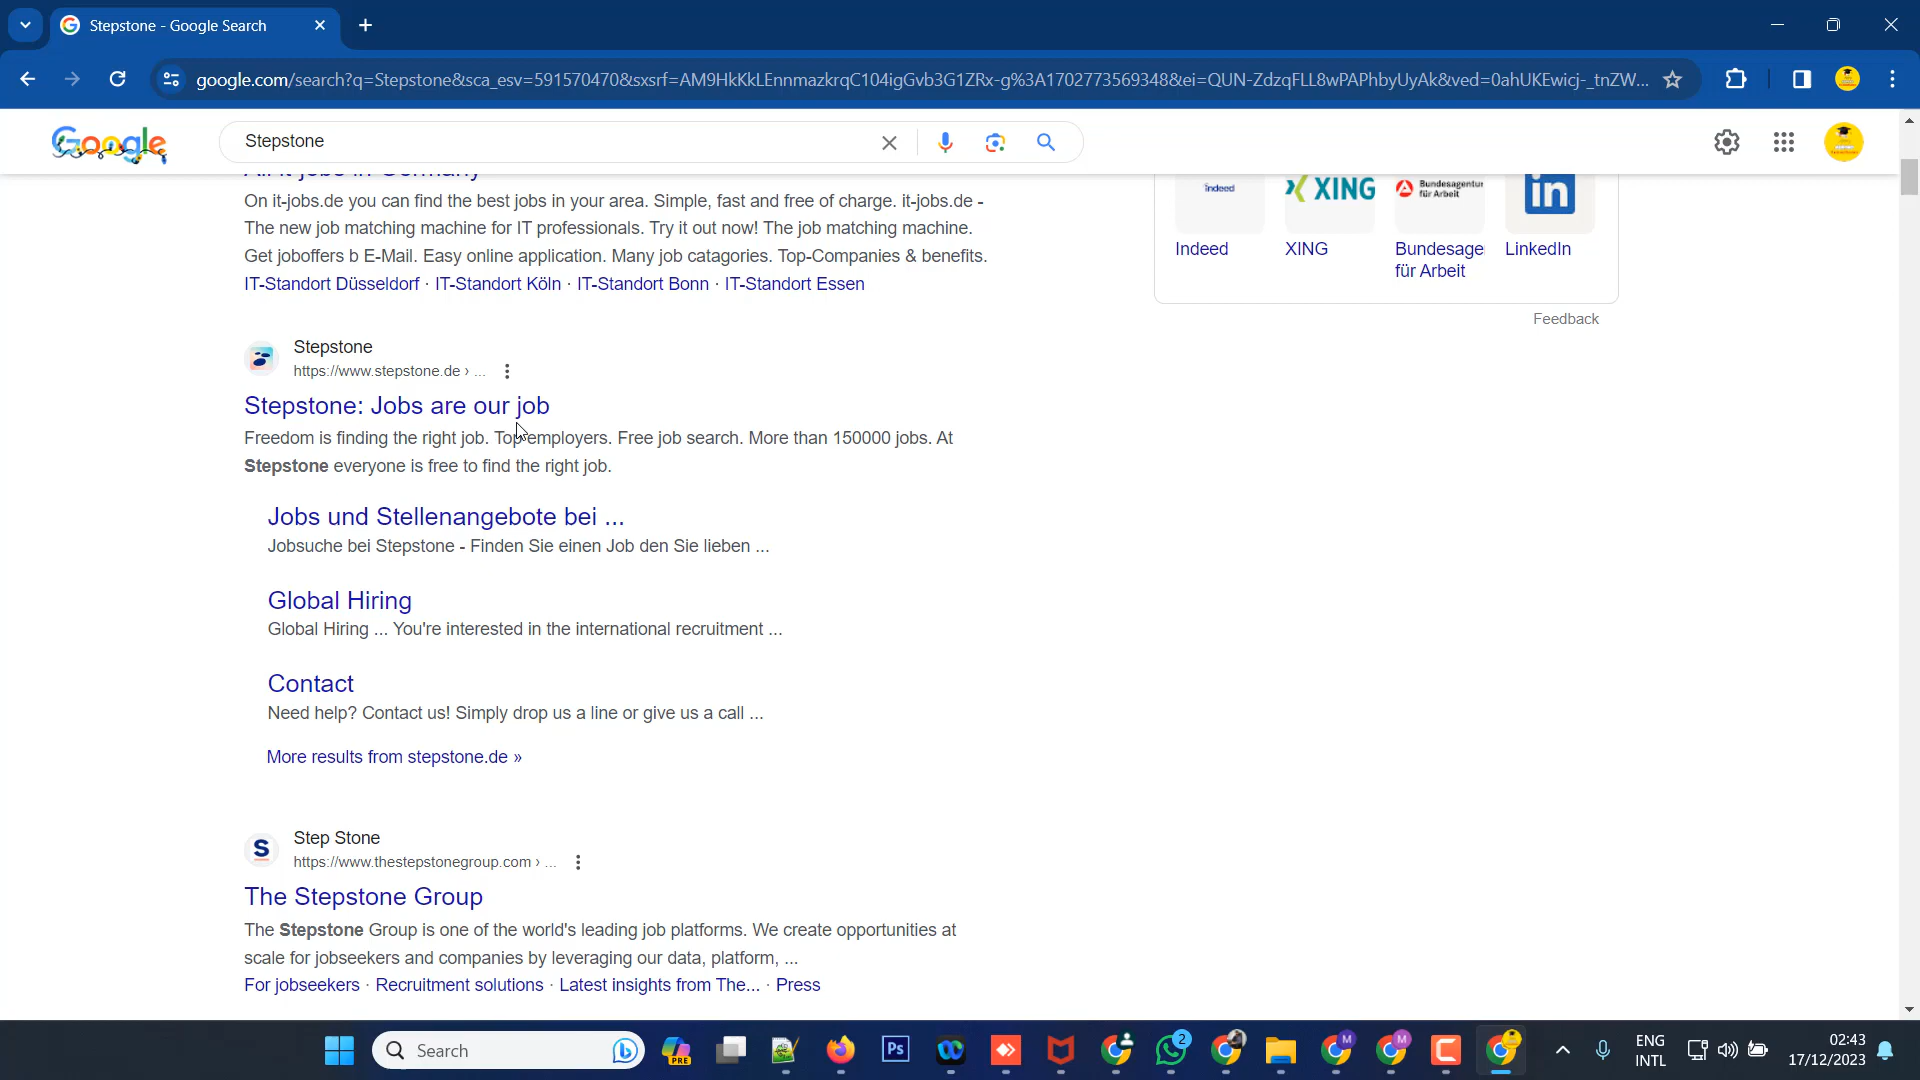 Stepstone - Google Search
google.com/search?q=Stepstone&sca_esv=591570470&sxsrf=AM9HkKkLEnnmazkrqC104igGvb3G1ZRx-g%3A1702773569348&ei=QUN-ZdzqFLL8wPAPhbyUyAk&ved=0ahUKEwicj-_tnZW...
Google
Stepstone
All it jobs in Germany
On it-jobs.de you can find the best jobs in your area. Simple, fast and free of charge. it-jobs.de -
The new job matching machine for IT professionals. Try it out now! The job matching machine.
Get joboffers b E-Mail. Easy online application. Many job catagories. Top-Companies & benefits.
IT-Standort Düsseldorf · IT-Standort Köln · IT-Standort Bonn · IT-Standort Essen
indeed
XING
Bundesagentur
für Arbeit
in
Indeed
XING
Bundesage
für Arbeit
LinkedIn
Feedback
Stepstone
https://www.stepstone.de › ...
Stepstone: Jobs are our job
Freedom is finding the right job. Top employers. Free job search. More than 150000 jobs. At
Stepstone everyone is free to find the right job.
Jobs und Stellenangebote bei ...
Jobsuche bei Stepstone - Finden Sie einen Job den Sie lieben ...
Global Hiring
Global Hiring ... You're interested in the international recruitment ...
Contact
Need help? Contact us! Simply drop us a line or give us a call ...
More results from stepstone.de »
S
Step Stone
https://www.thestepstonegroup.com › ...
The Stepstone Group
The Stepstone Group is one of the world's leading job platforms. We create opportunities at
scale for jobseekers and companies by leveraging our data, platform, ...
For jobseekers · Recruitment solutions · Latest insights from The... · Press
Search
PRE
Ps
2
M
M
ENG
INTL
02:43
17/12/2023